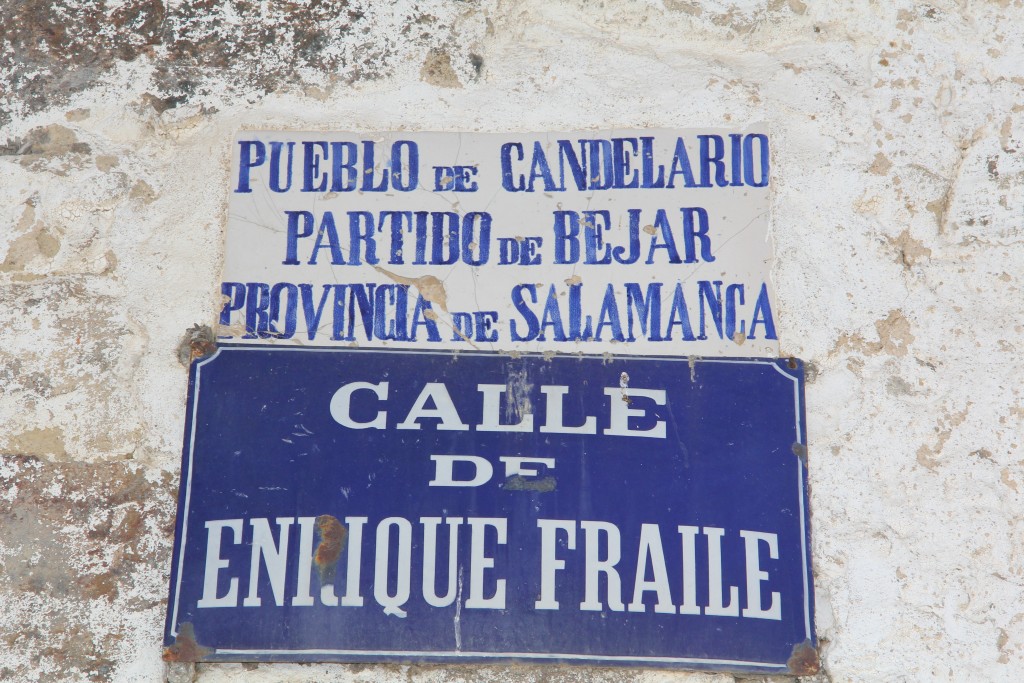 PUEBLO DE CANDELARIO
PARTIDO DE BEJAR
PROVINCIA DE SALAMANCA
CALLE
DE
ENRIQUE FRAILE